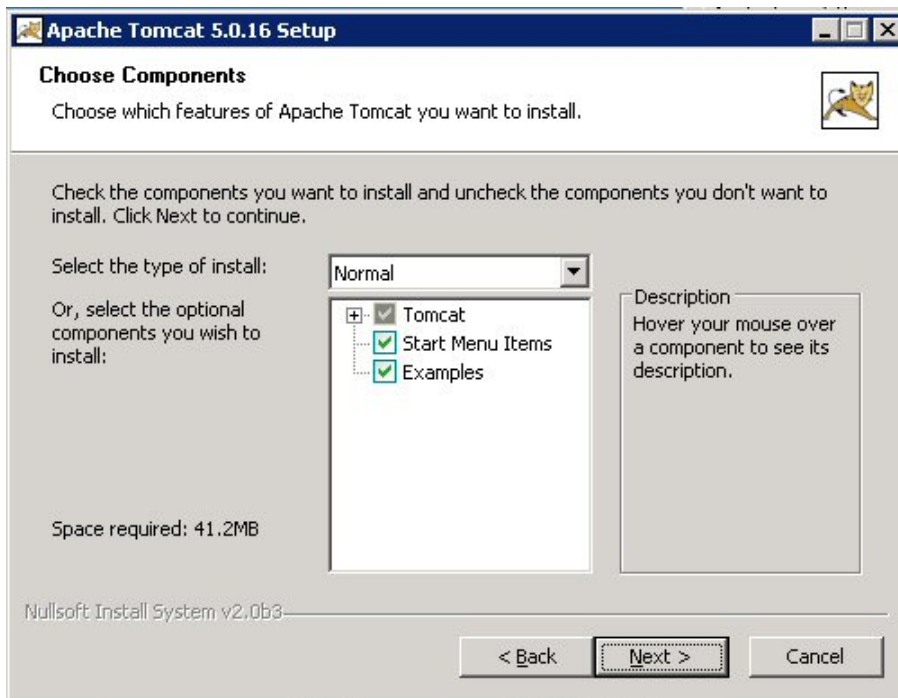 Apache Tomcat 5.0.16 Setup
Choose Components
Choose which features of Apache Tomcat you want to install.
Check the components you want to install and uncheck the components you don't want to
install. Click Next to continue.
Select the type of install:
Normal
Or, select the optional
components you wish to
install:
Tomcat
Start Menu Items
Examples
Description
Hover your mouse over
a component to see its
description.
Space required: 41.2MB
Nullsoft Install System v2.0b3
< Back
Next >
Cancel